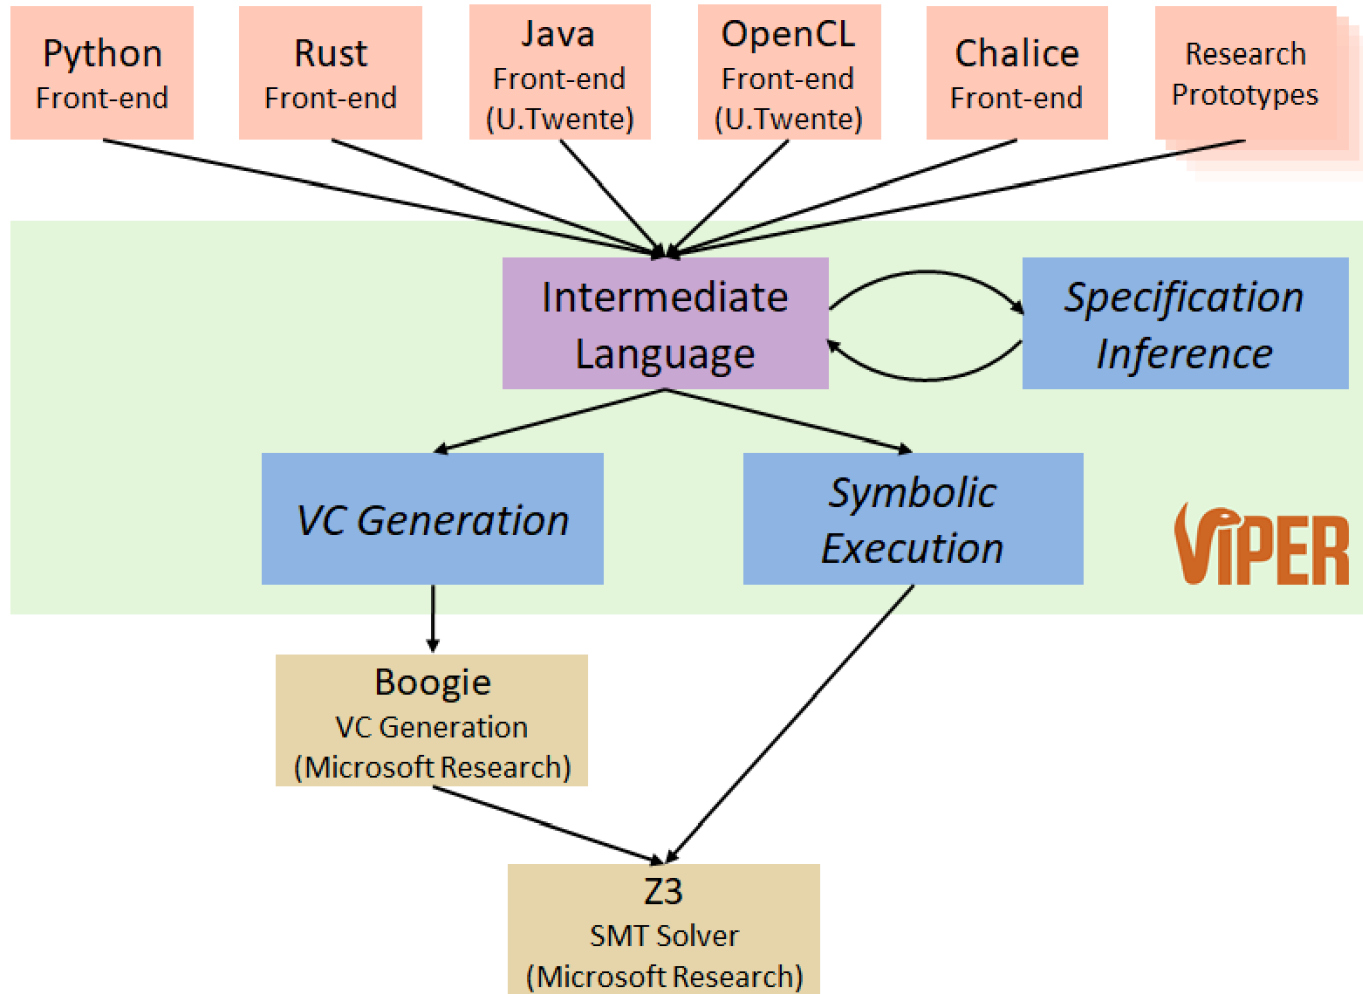 Python
Front-end
Rust
Front-end
Java
Front-end
(U.Twente)
OpenCL
Front-end
(U.Twente)
Chalice
Front-end
Research
Prototypes
Intermediate
Language
Specification
Inference
VC Generation
Symbolic
Execution
VIPER
Boogie
VC Generation
(Microsoft Research)
Z3
SMT Solver
(Microsoft Research)